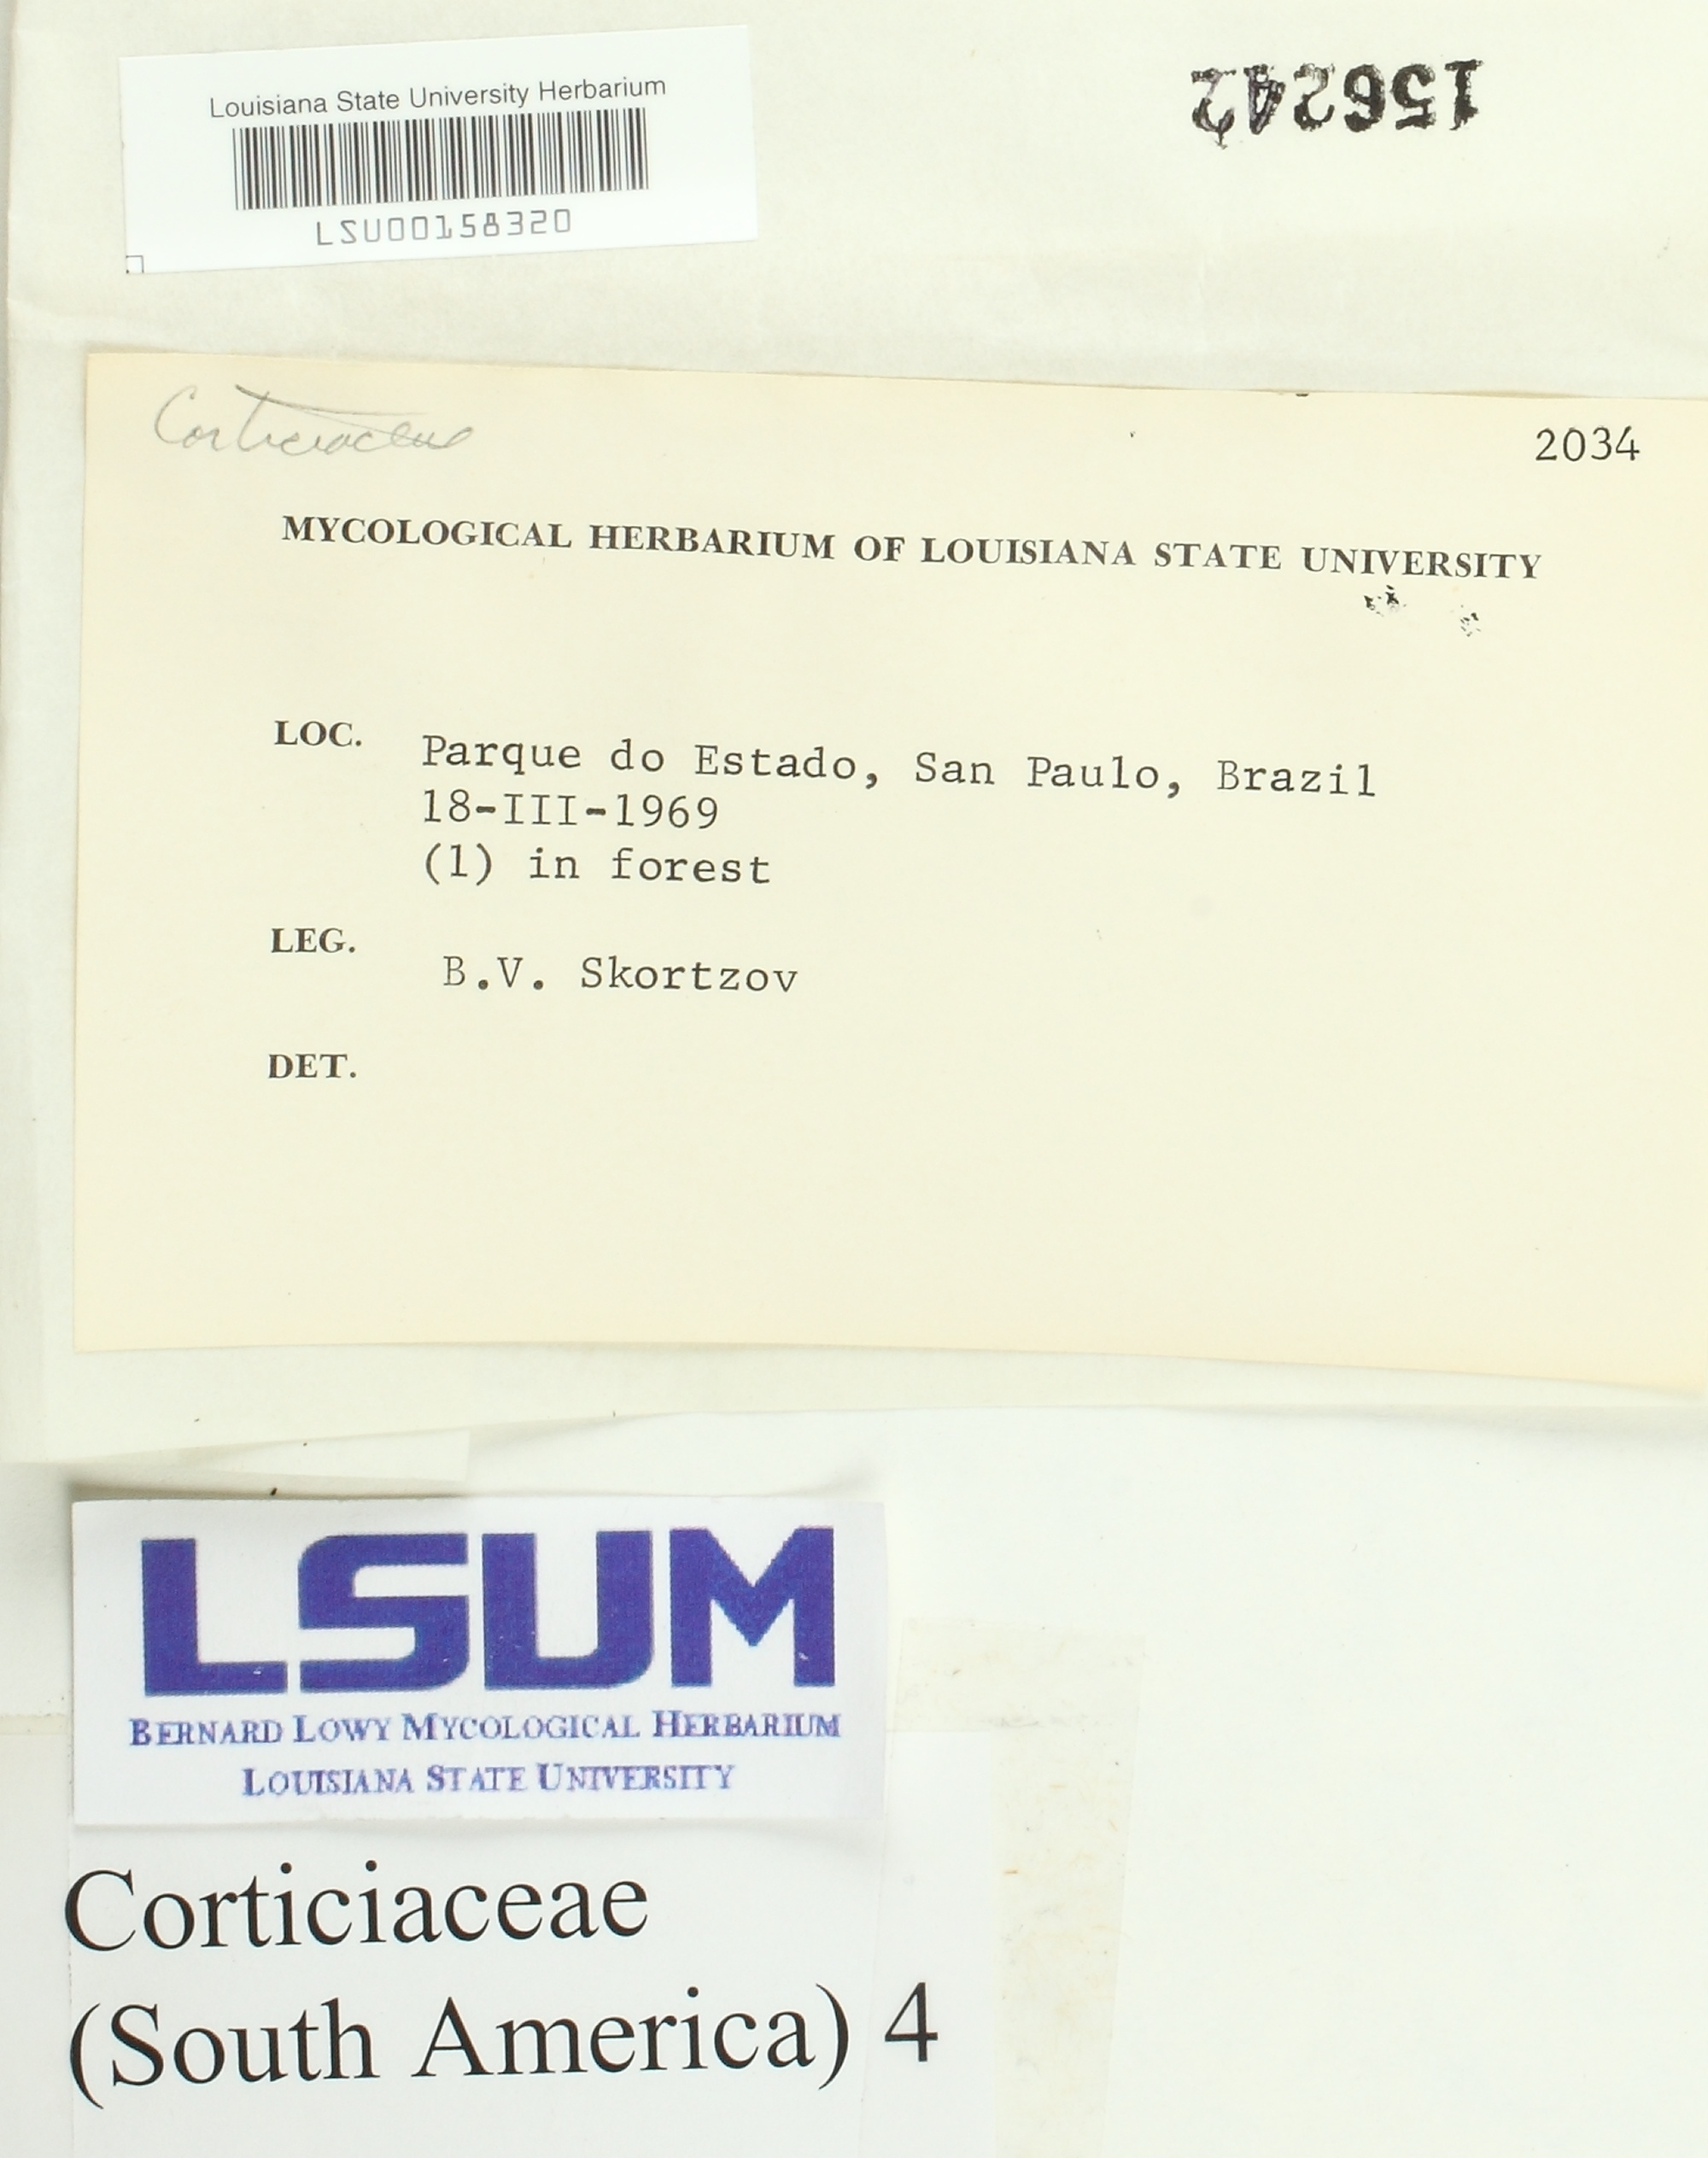 Louisiana State University Herbarium
LSU00158320
156242
Corticiaceae
2034
MYCOLOGICAL HERBARIUM OF LOUISIANA STATE UNIVERSITY
LOC. Parque do Estado, San Paulo, Brazil
18-III-1969
(1) in forest
LEG. B.V. Skortzov
DET.
LSUM
BERNARD LOWY MYCOLOGICAL HERBARIUM
LOUISIANA STATE UNIVERSITY
Corticiaceae
(South America) 4